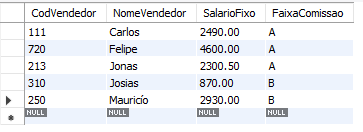 CodVendedor NomeVendedor SalarioFixo FaixaComissao
111 Carlos 2490.00 A
720 Felipe 4600.00 A
213 Jonas 2300.50 A
310 Josias 870.00 B
250 Mauricío 2930.00 B
NULL NULL NULL NULL